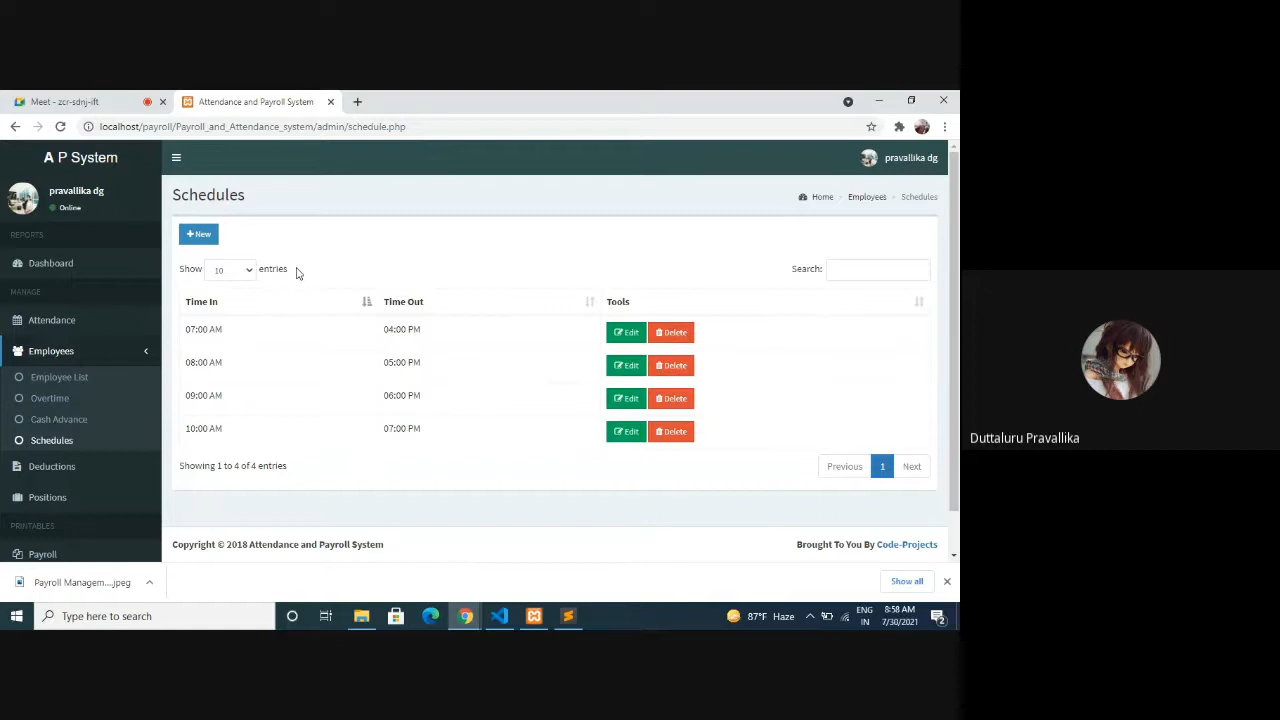 Meet - zcr-sdnj-ift
Attendance and Payroll System
localhost/payroll/Payroll_and_Attendance_system/admin/schedule.php
A P System
pravallika dg
pravallika dg
Online
Schedules
Home > Employees > Schedules
REPORTS
Dashboard
MANAGE
Attendance
Employees
Employee List
Overtime
Cash Advance
Schedules
Deductions
Positions
PRINTABLES
Payroll
New
Show 10 entries
Search:
Time In Time Out Tools
07:00 AM 04:00 PM Edit Delete
08:00 AM 05:00 PM Edit Delete
09:00 AM 06:00 PM Edit Delete
10:00 AM 07:00 PM Edit Delete
Showing 1 to 4 of 4 entries
Previous 1 Next
Copyright © 2018 Attendance and Payroll System
Brought To You By Code-Projects
Payroll Managem....jpeg
Show all
Type here to search
87°F Haze
ENG
IN
8:58 AM
7/30/2021
2
Duttaluru Pravallika